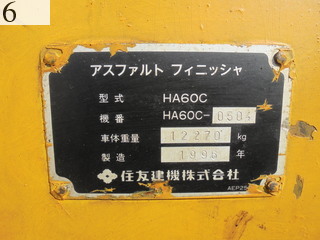 6
アスファルト フィニッシャ
型式 HA60C
機番 HA60C-0504
車体重量 12270 kg
製造 1996 年
住友建機株式会社